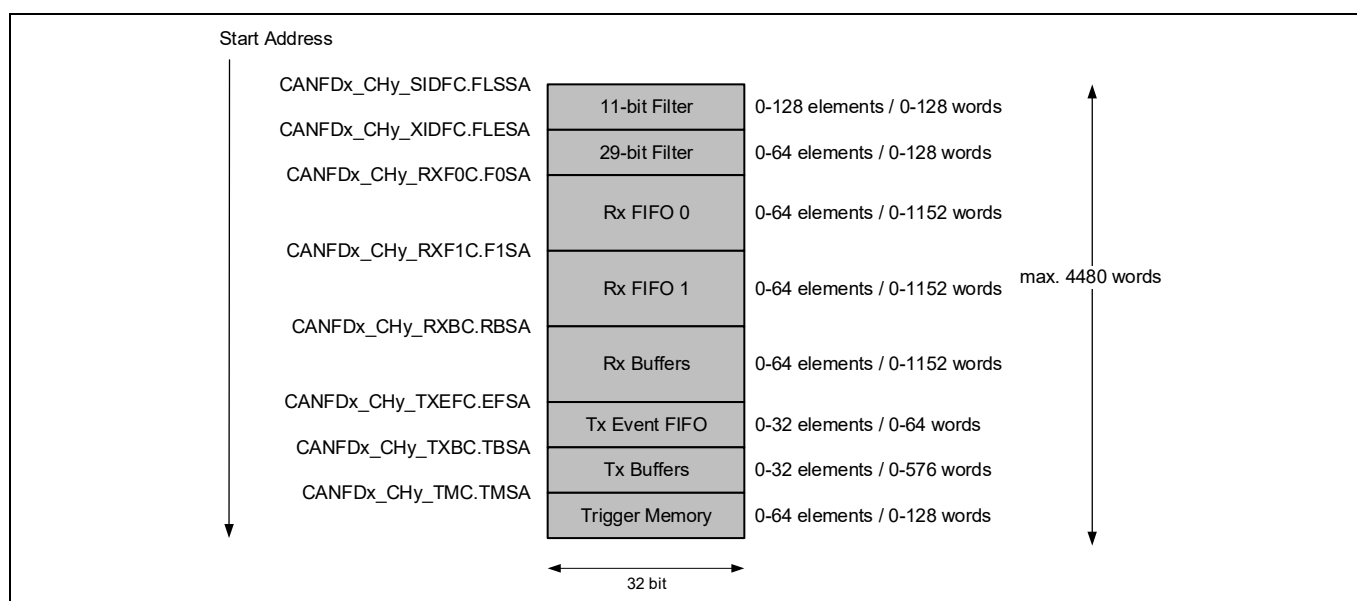 Start Address
CANFDx_CHy_SIDFC.FLSSA
11-bit Filter
0-128 elements / 0-128 words
CANFDx_CHy_XIDFC.FLESA
29-bit Filter
0-64 elements / 0-128 words
CANFDx_CHy_RXF0C.F0SA
Rx FIFO 0
0-64 elements / 0-1152 words
CANFDx_CHy_RXF1C.F1SA
Rx FIFO 1
0-64 elements / 0-1152 words
max. 4480 words
CANFDx_CHy_RXBC.RBSA
Rx Buffers
0-64 elements / 0-1152 words
CANFDx_CHy_TXEFC.EFSA
Tx Event FIFO
0-32 elements / 0-64 words
CANFDx_CHy_TXBC.TBSA
Tx Buffers
0-32 elements / 0-576 words
CANFDx_CHy_TMC.TMSA
Trigger Memory
0-64 elements / 0-128 words
32 bit